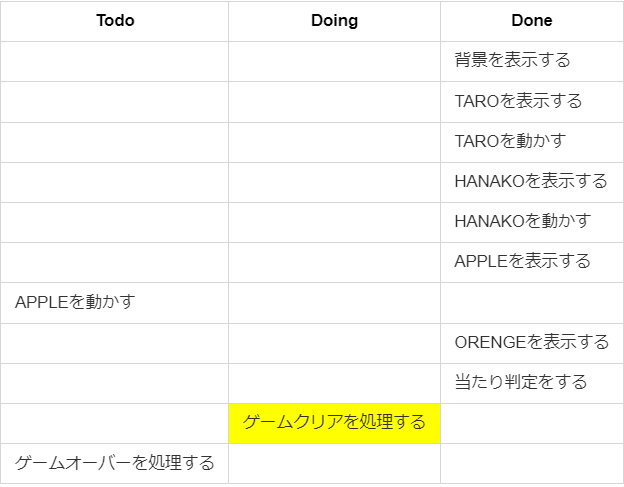 Todo Doing Done
背景を表示する
TAROを表示する
TAROを動かす
HANAKOを表示する
HANAKOを動かす
APPLEを表示する
APPLEを動かす
ORENGEを表示する
当たり判定をする
ゲームクリアを処理する
ゲームオーバーを処理する